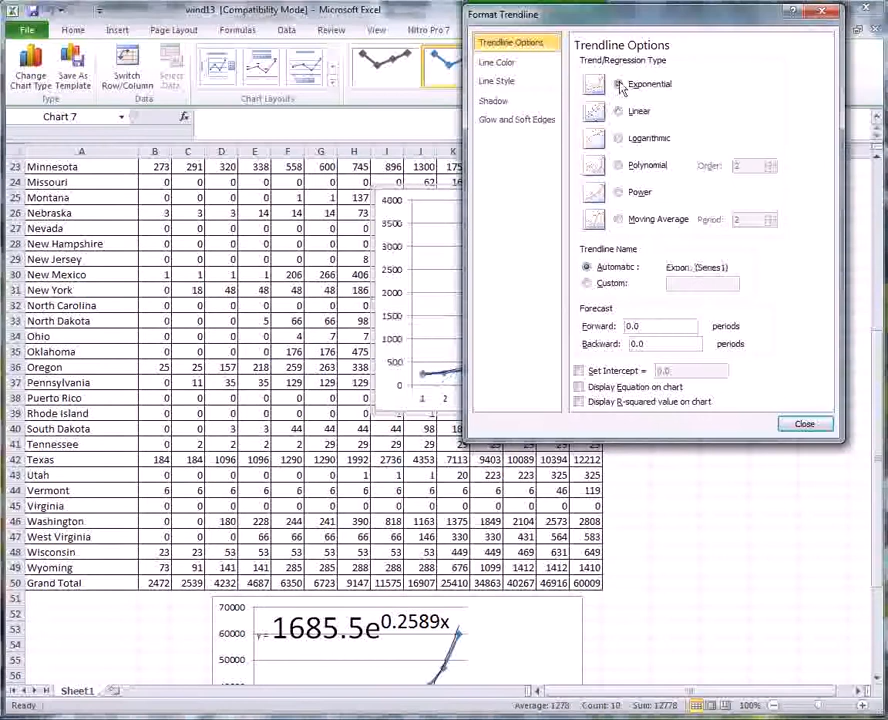 wind13 [Compatibility Mode] - Microsoft Excel
File Home Insert Page Layout Formulas Data Review View Nitro Pro 7
Change Chart Type
Save As Template
Switch Row/Column
Select Data
Type Data Chart Layouts
Chart 7 fx
A B C D E F G H I J K
23 Minnesota 273 291 320 338 558 600 745 896 1300
24 Missouri 0 0 0 0 0 0 0 0 62
25 Montana 0 0 0 0 1 1 137
26 Nebraska 3 3 3 14 14 14 73
27 Nevada 0 0 0 0 0 0 0
28 New Hampshire 0 0 0 0 0 0 0
29 New Jersey 0 0 0 0 0 0 8
30 New Mexico 1 1 1 1 206 266 406
31 New York 0 18 48 48 48 48 186
32 North Carolina 0 0 0 0 0 0 0
33 North Dakota 0 0 0 5 66 66 98
34 Ohio 0 0 0 0 4 7 7
35 Oklahoma 0 0 0 0 176 176 475
36 Oregon 25 25 157 218 259 263 338
37 Pennsylvania 0 11 35 35 129 129 129
38 Puerto Rico 0 0 0 0 0 0 0
39 Rhode Island 0 0 0 0 0 0 0
40 South Dakota 0 0 3 3 44 44 44 44 98
41 Tennessee 0 2 2 2 2 29 29 29 29 29 29 29 29 29
42 Texas 184 184 1096 1096 1290 1290 1992 2736 4353 7113 9403 10089 10394 12212
43 Utah 0 0 0 0 0 0 1 1 1 20 223 223 325 325
44 Vermont 6 6 6 6 6 6 6 6 6 6 6 6 46 119
45 Virginia 0 0 0 0 0 0 0 0 0 0 0 0 0 0
46 Washington 0 0 180 228 244 241 390 818 1163 1375 1849 2104 2573 2808
47 West Virginia 0 0 0 66 66 66 66 66 146 330 330 431 564 583
48 Wisconsin 23 23 53 53 53 53 53 53 53 449 449 469 631 649
49 Wyoming 73 91 141 141 285 285 288 288 288 676 1099 1412 1412 1410
50 Grand Total 2472 2539 4232 4687 6350 6723 9147 11575 16907 25410 34863 40267 46916 60009
51
52
53
54
55
56
4000
3500
3000
2500
2000
1500
1000
500
0
1 2
70000
60000
50000
40000
y = 1685.5e0.2589x
Format Trendline
Trendline Options
Line Color
Line Style
Shadow
Glow and Soft Edges
Trendline Options
Trend/Regression Type
Exponential
Linear
Logarithmic
Polynomial Order: 2
Power
Moving Average Period: 2
Trendline Name
Automatic : Expon. (Series1)
Custom:
Forecast
Forward: 0.0 periods
Backward: 0.0 periods
Set Intercept = 0.0
Display Equation on chart
Display R-squared value on chart
Close
Sheet1
Ready Average: 1278 Count: 10 Sum: 12778 100%